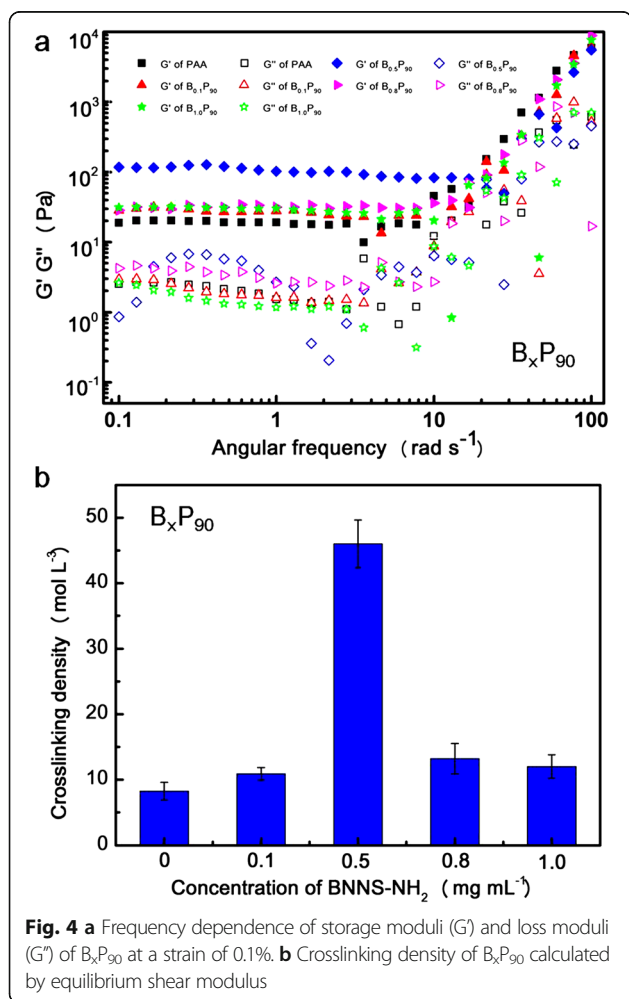 a
G' of PAA G" of PAA G' of B₀.₅P₉₀ G" of B₀.₅P₉₀
G' of B₀.₁P₉₀ G" of B₀.₁P₉₀ G' of B₀.₈P₉₀ G" of B₀.₈P₉₀
G' of B₁.₀P₉₀ G" of B₁.₀P₉₀
G' G" (Pa)
10⁴
10³
10²
10¹
10⁰
10⁻¹
BₓP₉₀
0.1 1 10 100
Angular frequency (rad s⁻¹)
b
BₓP₉₀
Crosslinking density (mol L⁻³)
50
40
30
20
10
0
0 0.1 0.5 0.8 1.0
Concentration of BNNS-NH₂ (mg mL⁻¹)
Fig. 4 a Frequency dependence of storage moduli (G') and loss moduli
(G") of BₓP₉₀ at a strain of 0.1%. b Crosslinking density of BₓP₉₀ calculated
by equilibrium shear modulus